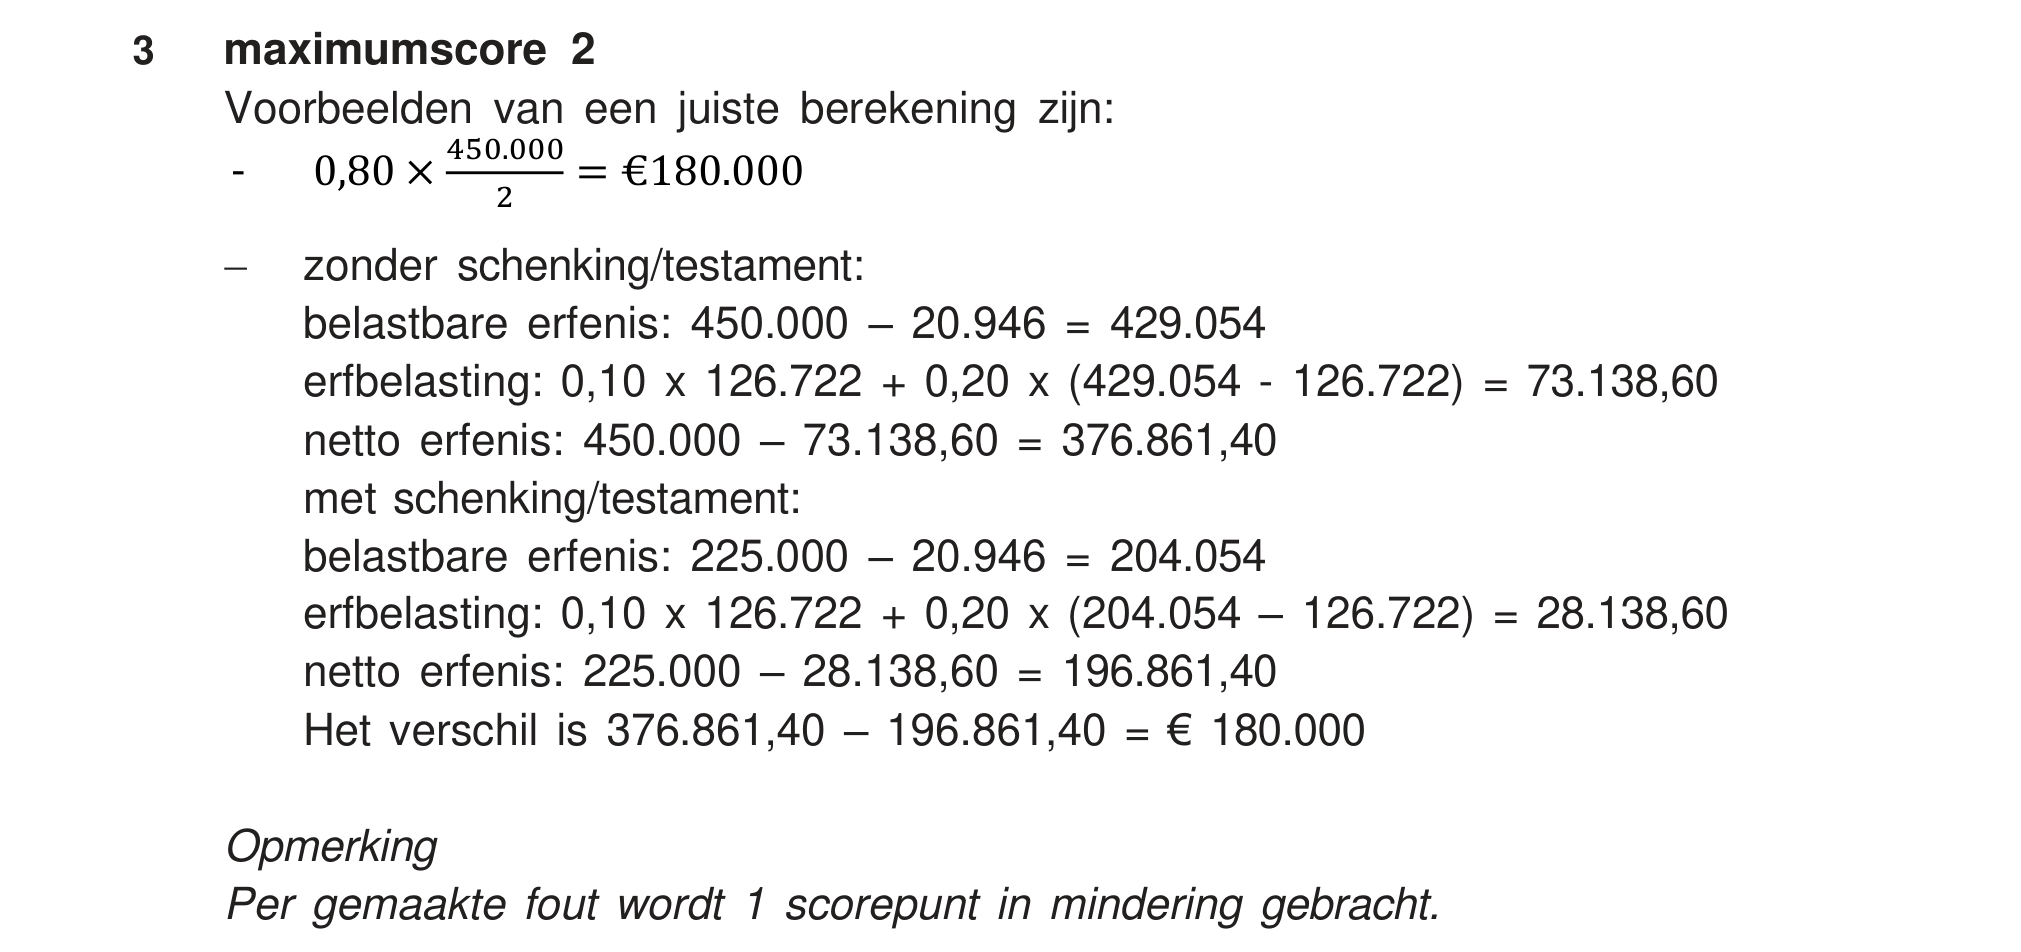 3 maximumscore 2
Voorbeelden van een juiste berekening zijn:
- 0,80 × 450.000/2 = €180.000
– zonder schenking/testament:
belastbare erfenis: 450.000 – 20.946 = 429.054
erfbelasting: 0,10 x 126.722 + 0,20 x (429.054 - 126.722) = 73.138,60
netto erfenis: 450.000 – 73.138,60 = 376.861,40
met schenking/testament:
belastbare erfenis: 225.000 – 20.946 = 204.054
erfbelasting: 0,10 x 126.722 + 0,20 x (204.054 – 126.722) = 28.138,60
netto erfenis: 225.000 – 28.138,60 = 196.861,40
Het verschil is 376.861,40 – 196.861,40 = € 180.000
Opmerking
Per gemaakte fout wordt 1 scorepunt in mindering gebracht.